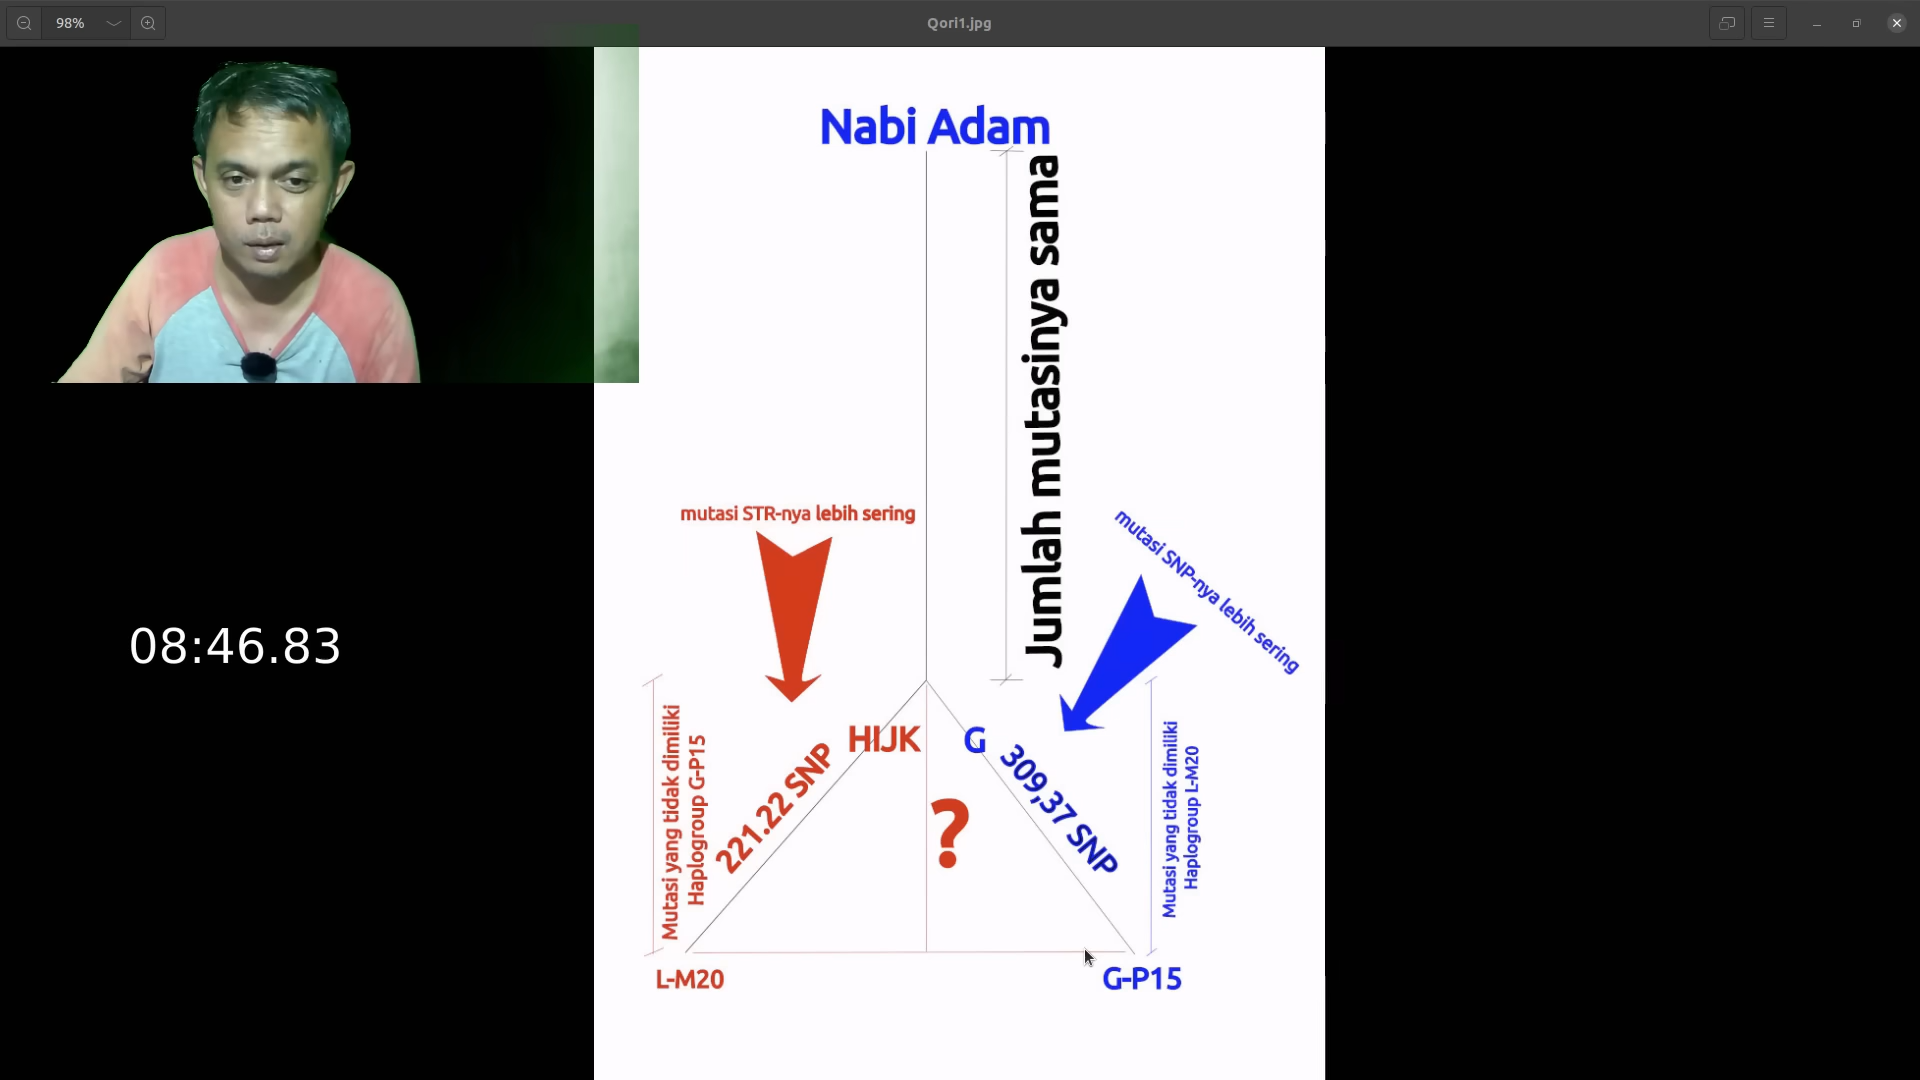 98%
Qori1.jpg
Nabi Adam
Jumlah mutasinya sama
mutasi STR-nya lebih sering
mutasi SNP-nya lebih sering
08:46.83
HIJK
G
Mutasi yang tidak dimiliki
Haplogroup G-P15
221.22 SNP
?
309,37 SNP
Mutasi yang tidak dimiliki
Haplogroup L-M20
L-M20
G-P15